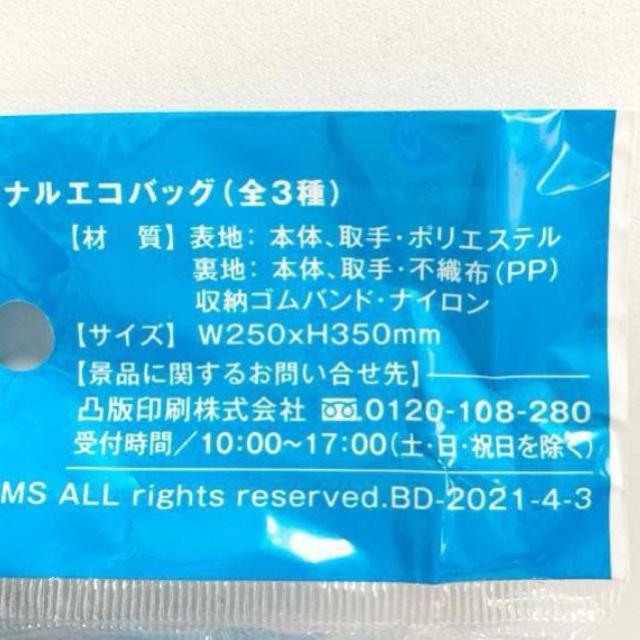 ナルエコバッグ(全3種)
【材 質】表地: 本体、取手・ポリエステル
裏地: 本体、取手・不織布(PP)
収納ゴムバンド・ナイロン
【サイズ】 W250xH350mm
【景品に関するお問い合せ先】
凸版印刷株式会社 0120-108-280
受付時間/10:00~17:00(土・日・祝日を除く)
MS ALL rights reserved.BD-2021-4-3